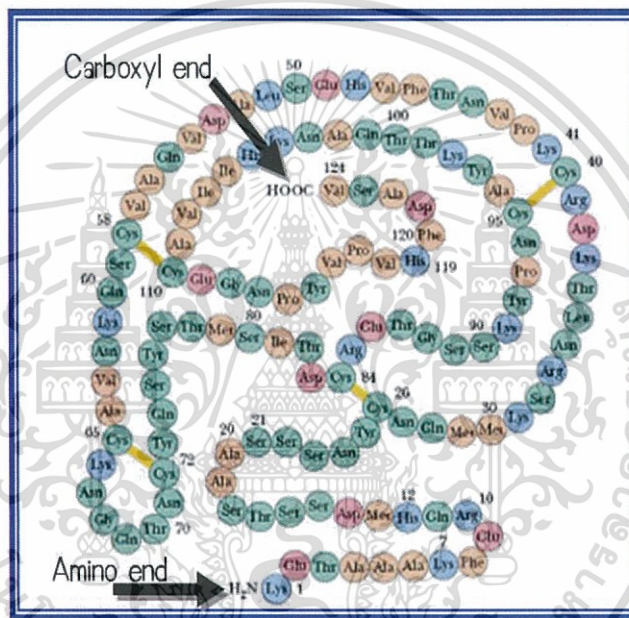 Carboxyl end
50
Ala Leu Ser Glu His Val Phe Thr Asn Val Pro Lys 41
Asp Val Gln Ala Val 58 Cys
100
Ala Val Ile Ile His Lys Asn Ala Gln Thr Thr Lys Tyr Ala 95 Cys
Cys 40 Arg Asp Lys Thr Leu Asn Arg Ser Lys
124
HOOC Val Ser Ala Asp
120 Phe
Val Pro Val His 119
110 Cys Glu Gly Asn Pro Tyr
Asn Pro Tyr Lys
Ser 60 Gln Lys Asn Val Ala 65 Cys Lys Asn Gly Gln Thr 70
80
Ser Thr Met Ser Ile Thr
Glu Thr Gly Ser Ser 90
Arg
Asp Cys 84
Tyr Ser Gln Tyr 72 Cys Asn
26
Cys Asn Gln Met Met 30
20 21
Ala Ser Ser Ser Asn Tyr
Ala
12 10
Ser Thr Ser Ser Asp Met His Gln Arg
Glu
7
Glu Thr Ala Ala Ala Lys Phe
Amino end
H₂N Lys 1